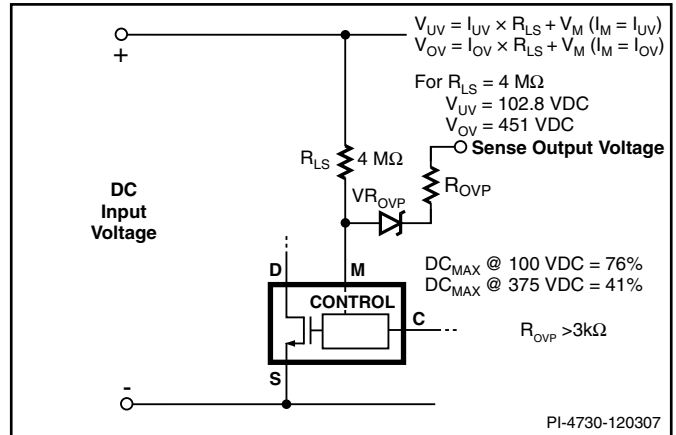 V_UV = I_UV × R_LS + V_M (I_M = I_UV)
V_OV = I_OV × R_LS + V_M (I_M = I_OV)
+
For R_LS = 4 MΩ
V_UV = 102.8 VDC
V_OV = 451 VDC
Sense Output Voltage
R_LS 4 MΩ
R_OVP
VR_OVP
DC
Input
Voltage
D M
DC_MAX @ 100 VDC = 76%
DC_MAX @ 375 VDC = 41%
CONTROL
C
R_OVP >3kΩ
S
-
PI-4730-120307